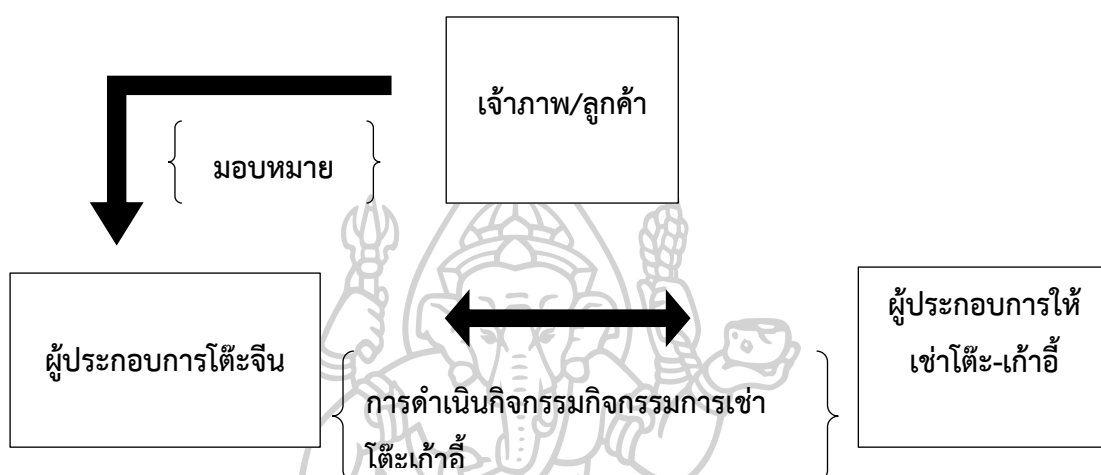 เจ้าภาพ/ลูกค้า
มอบหมาย
ผู้ประกอบการโต๊ะจีน
ผู้ประกอบการให้
เช่าโต๊ะ-เก้าอี้
การดำเนินกิจกรรมกิจกรรมการเช่า
โต๊ะเก้าอี้